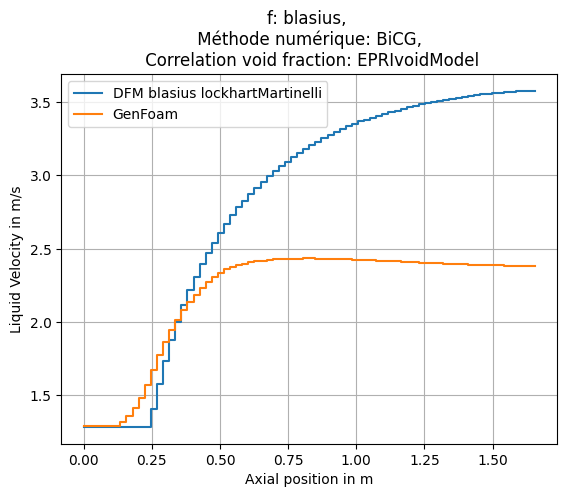 f: blasius,
Méthode numérique: BiCG,
Correlation void fraction: EPRIvoidModel
DFM blasius lockhartMartinelli
GenFoam
3.5
3.0
2.5
2.0
1.5
Liquid Velocity in m/s
0.00 0.25 0.50 0.75 1.00 1.25 1.50
Axial position in m